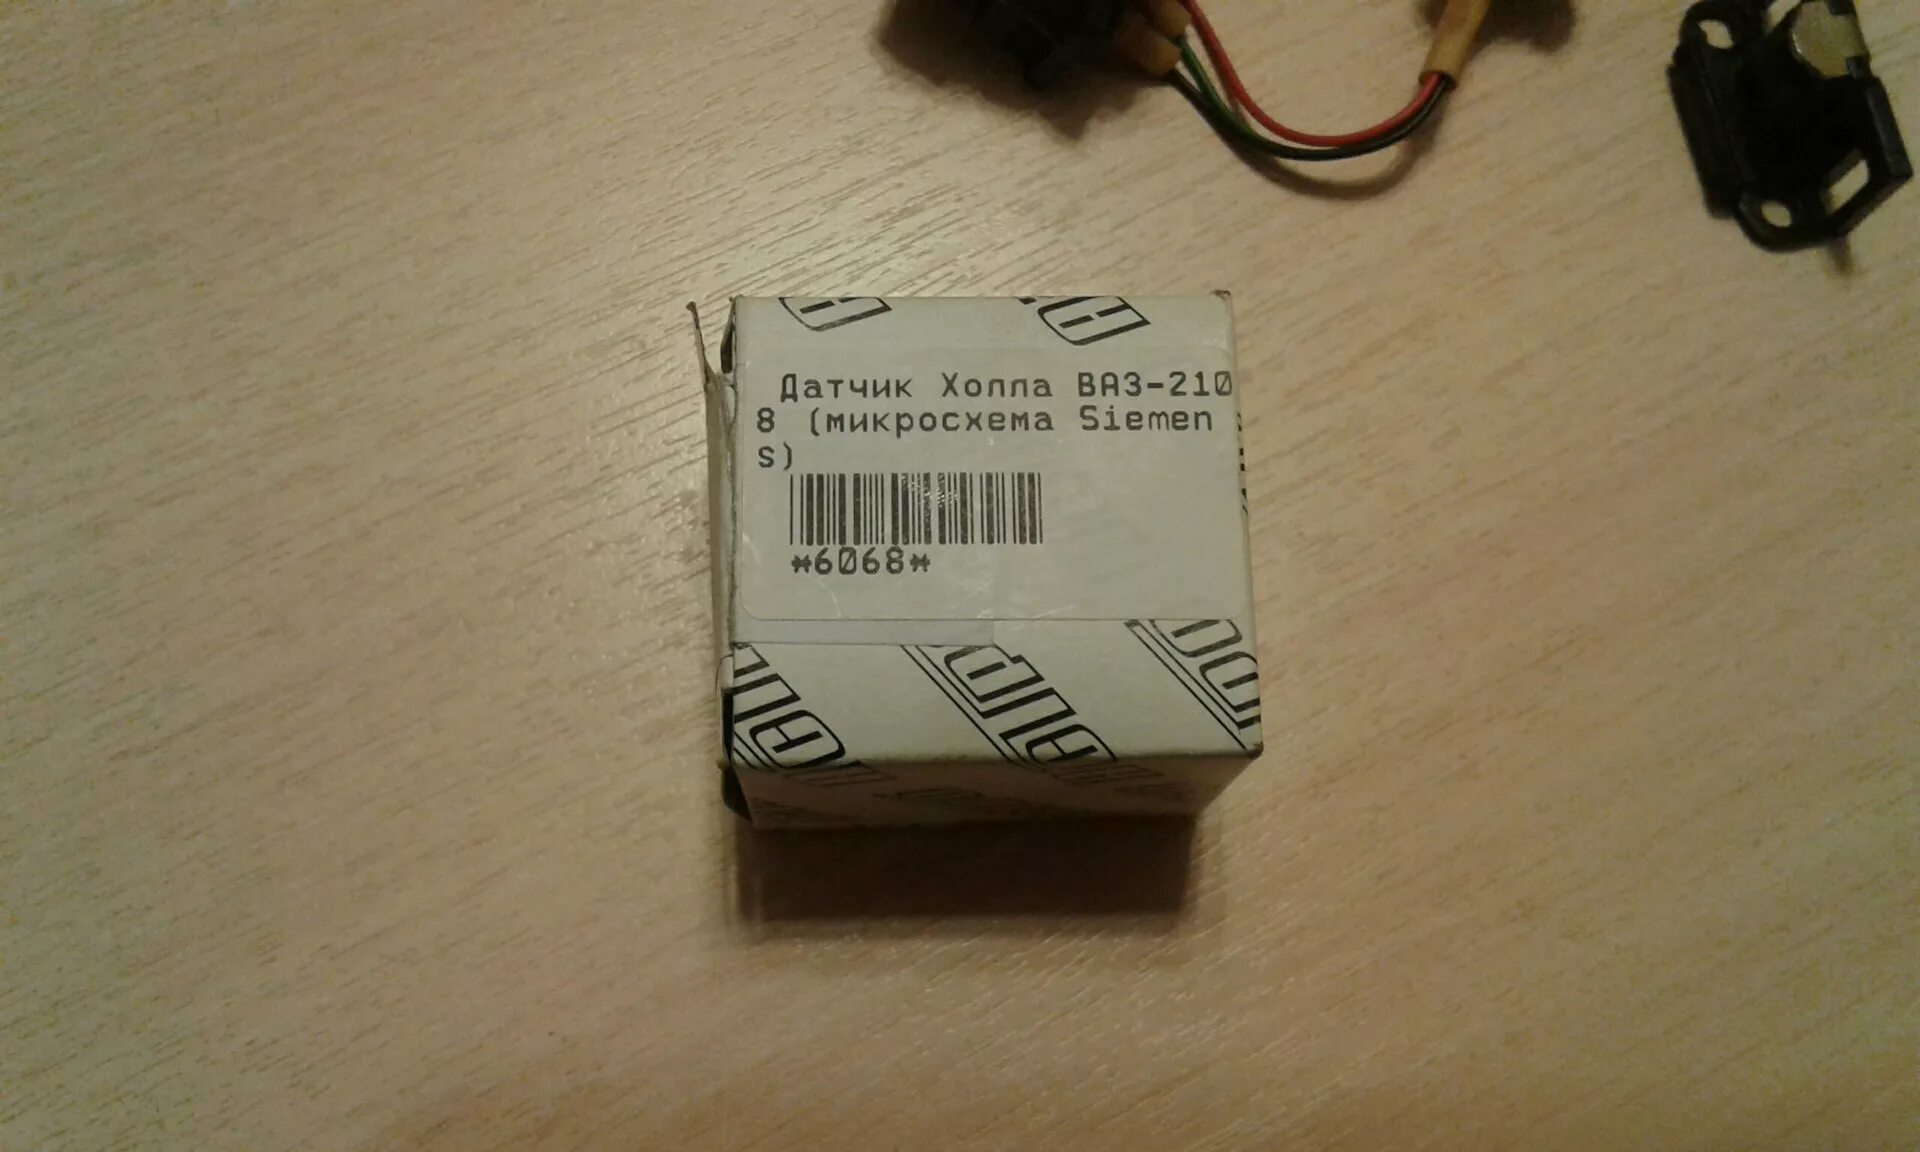 Датчик Холла ВАЗ-210
8 (микросхема Siemen
s)
*6068*